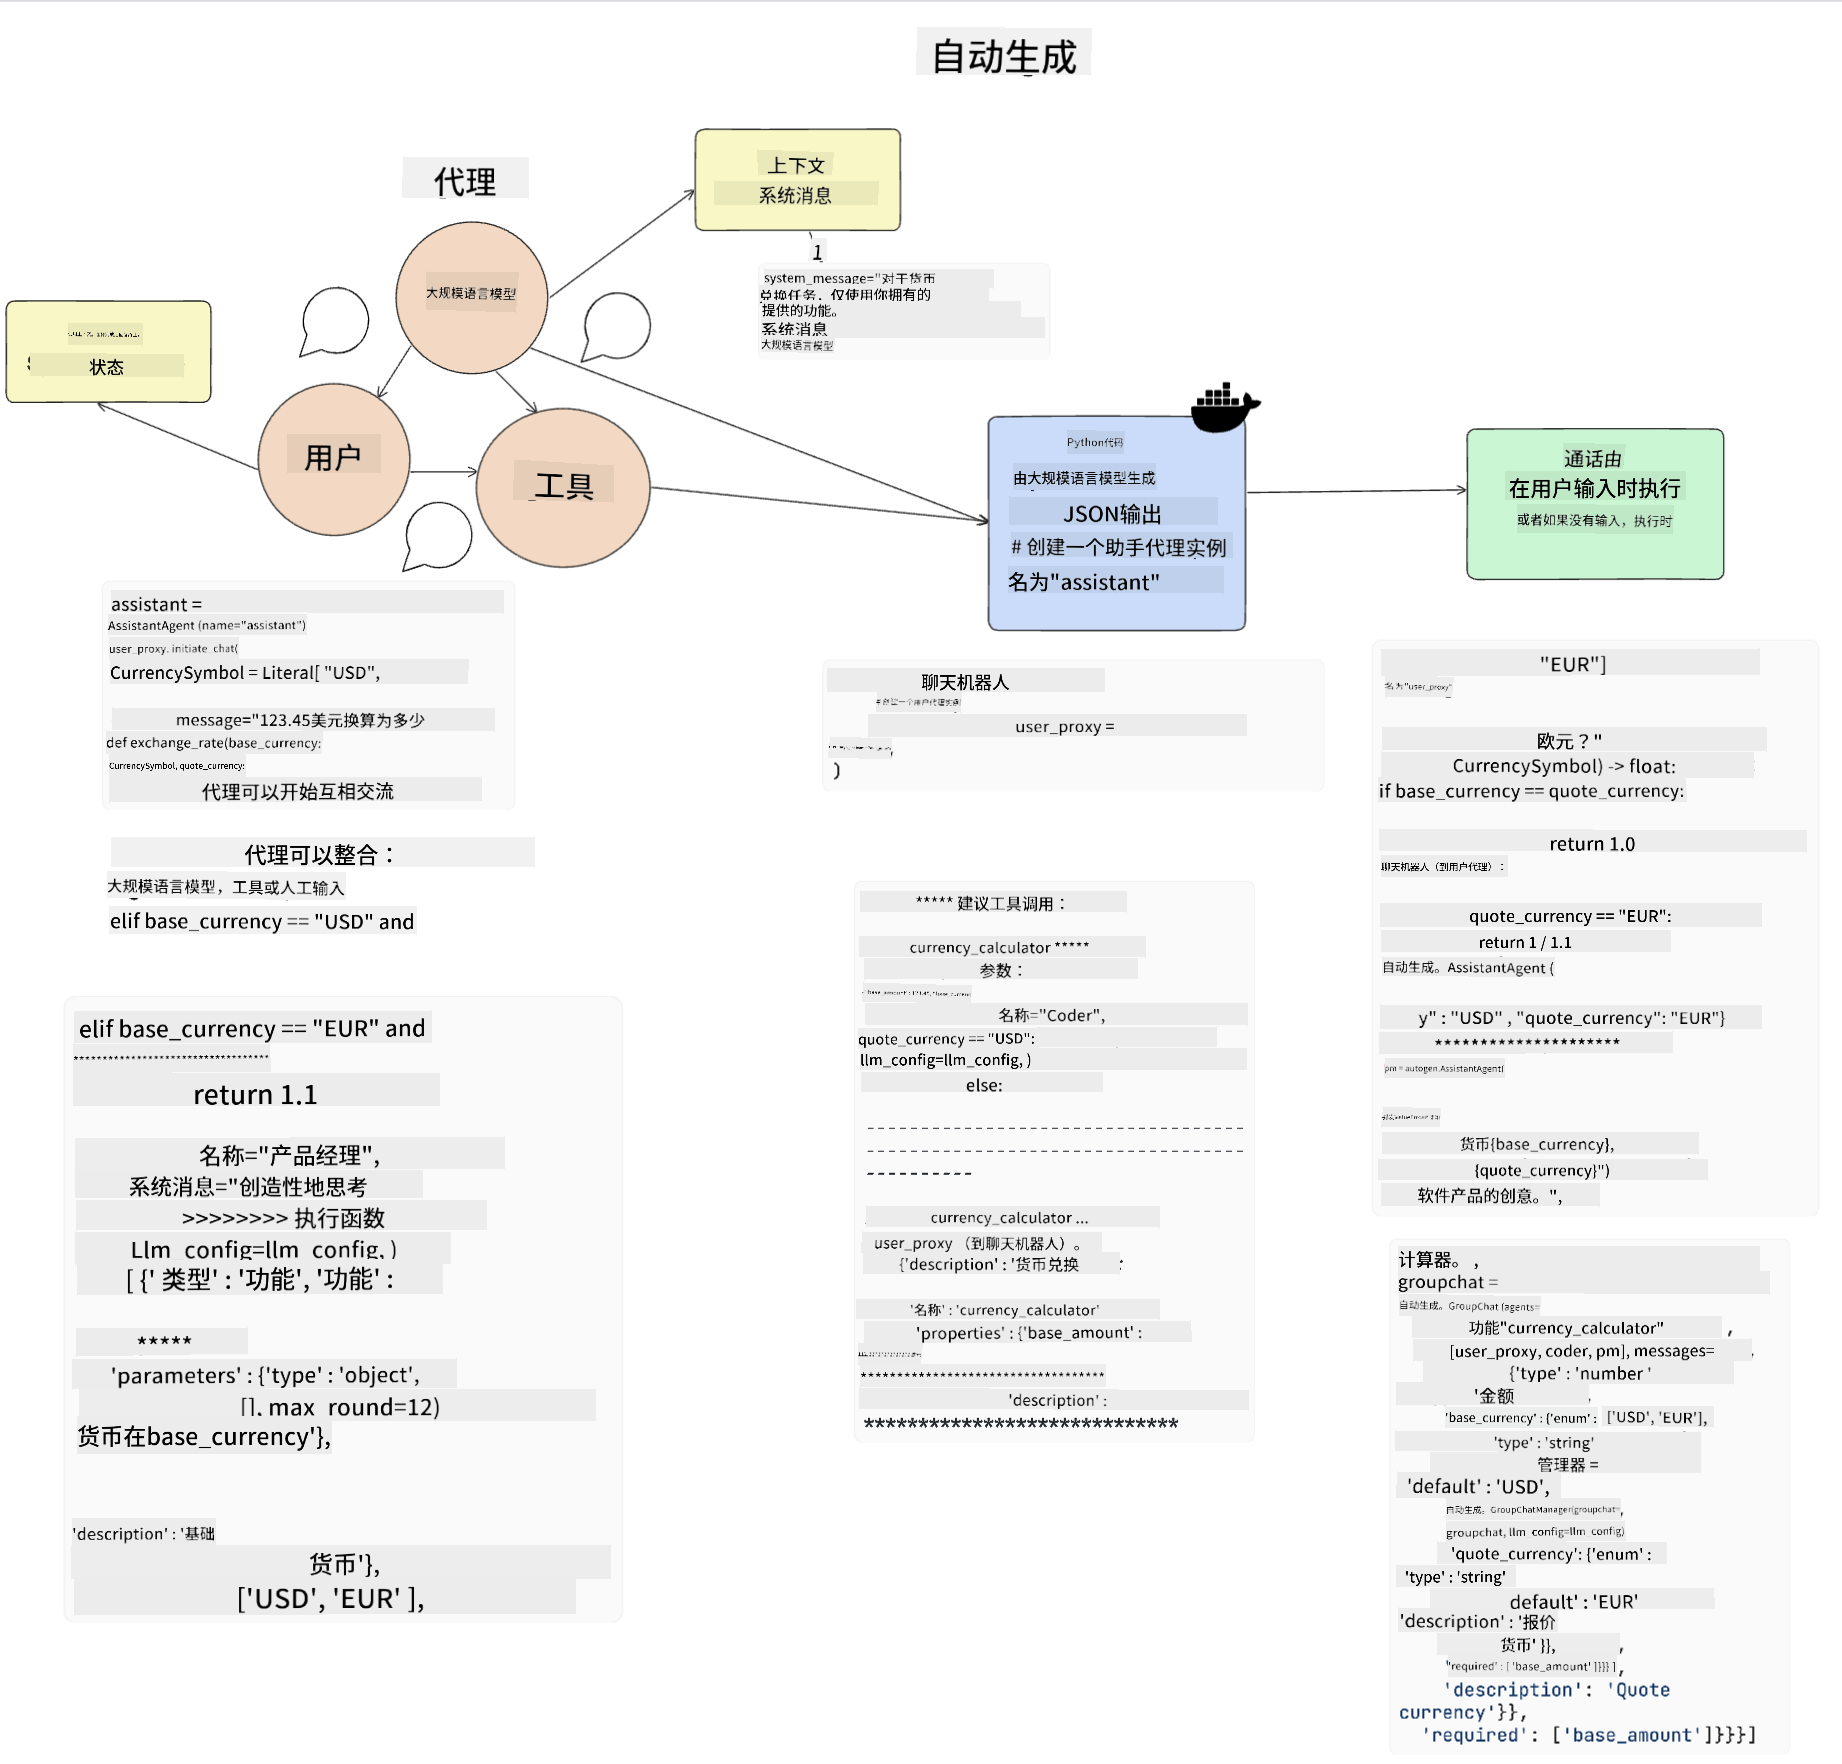 自动生成
代理
上下文
系统消息
1
system_message="对于货币
兑换任务，仅使用你拥有的
提供的功能。
系统消息
大规模语言模型
大规模语言模型
状态
用户
工具
Python代码
由大规模语言模型生成
JSON输出
# 创建一个助手代理实例
名为"assistant"
通话由
在用户输入时执行
或者如果没有输入，执行时
assistant =
AssistantAgent (name="assistant")
user_proxy. initiate_chat(
CurrencySymbol = Literal[ "USD",
message="123.45美元换算为多少
def exchange_rate(base_currency:
CurrencySymbol, quote_currency:
代理可以开始互相交流
代理可以整合：
大规模语言模型，工具或人工输入
elif base_currency == "USD" and
elif base_currency == "EUR" and
**********************************
return 1.1
名称="产品经理",
系统消息="创造性地思考
>>>>>>>> 执行函数
Llm_config=llm_config, )
[ {' 类型' : '功能', '功能' :
*****
'parameters' : {'type' : 'object',
[], max_round=12)
货币在base_currency'},
'description' : '基础
货币'},
['USD', 'EUR' ],
聊天机器人
# 创建一个用户代理实例
user_proxy =
)
***** 建议工具调用：
currency_calculator *****
参数：
名称="Coder",
quote_currency == "USD":
llm_config=llm_config, )
else:
currency_calculator ...
user_proxy （到聊天机器人）。
{'description' : '货币兑换
'名称' : 'currency_calculator'
'properties' : {'base_amount' :
**********************************
'description' :
*****************************
"EUR"]
名为"user_proxy"
欧元？"
CurrencySymbol) -> float:
if base_currency == quote_currency:
return 1.0
聊天机器人（到用户代理）：
quote_currency == "EUR":
return 1 / 1.1
自动生成。AssistantAgent (
y" : "USD" , "quote_currency": "EUR"}
*********************
pm = autogen.AssistantAgent(
货币{base_currency},
{quote_currency}")
软件产品的创意。",
计算器。 ,
groupchat =
自动生成。GroupChat (agents=
功能"currency_calculator" ,
[user_proxy, coder, pm], messages=
{'type' : 'number '
'金额
'base_currency' : {'enum' : ['USD', 'EUR'],
'type' : 'string'
管理器 =
'default' : 'USD',
自动生成。GroupChatManager(groupchat=,
groupchat, llm_config=llm_config)
'quote_currency': {'enum' :
'type' : 'string'
default' : 'EUR'
'description' : '报价
货币' }},
"required' : [ 'base_amount' ]}}} ] ,
'description': 'Quote
currency'}},
'required': ['base_amount']}}}]